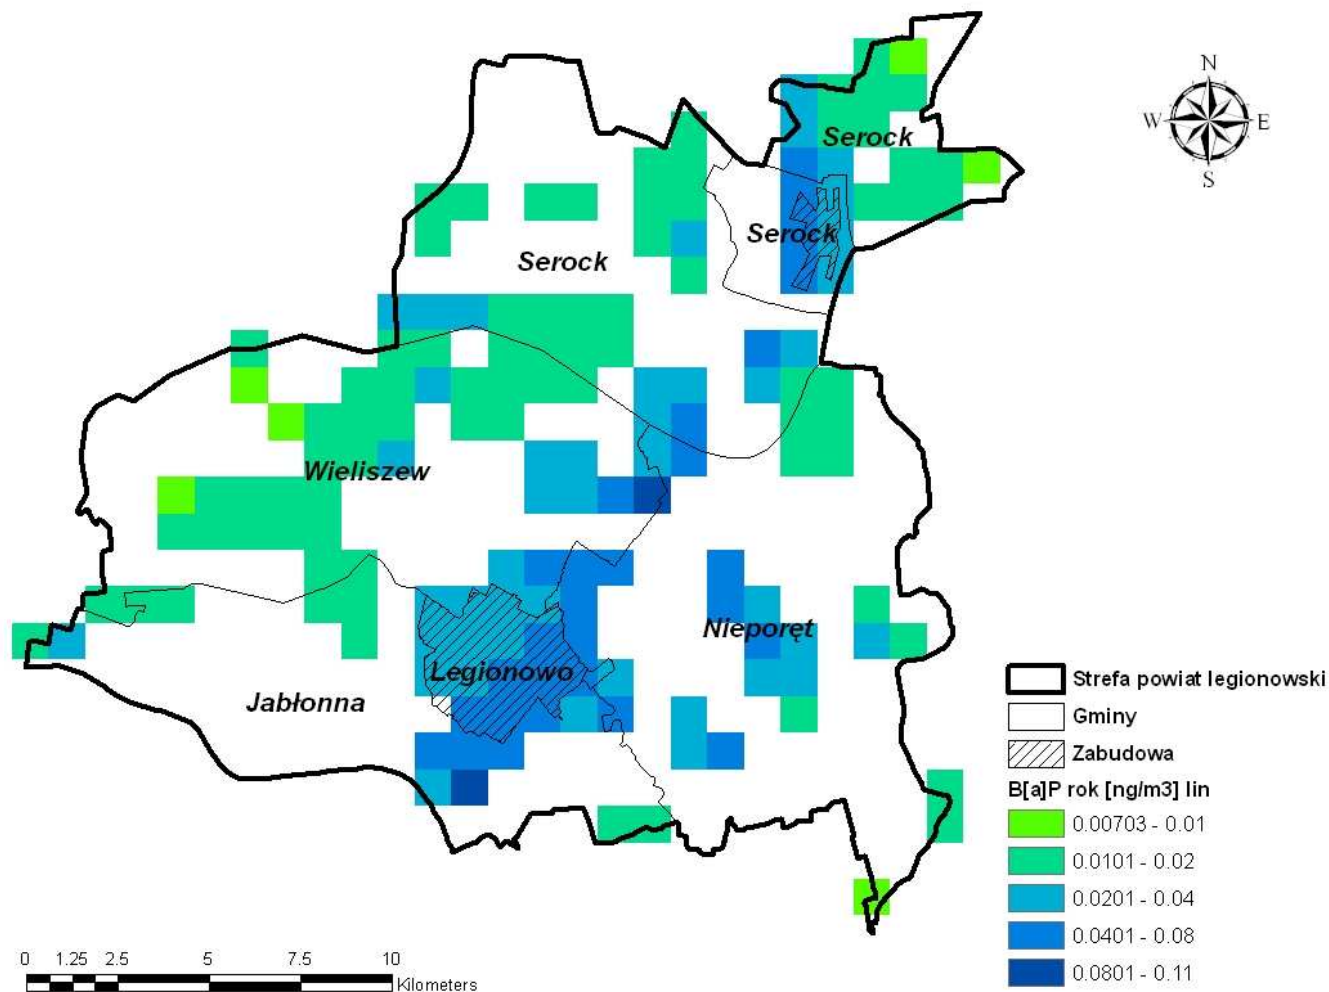 N
W E
S
Serock
Serock
Serock
Wieliszew
Nieporęt
Legionowo
Jabłonna
Strefa powiat legionowski
Gminy
Zabudowa
B[a]P rok [ng/m3] lin
0.00703 - 0.01
0.0101 - 0.02
0.0201 - 0.04
0.0401 - 0.08
0.0801 - 0.11
0 1.25 2.5 5 7.5 10
Kilometers